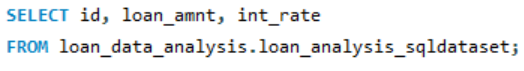 SELECT id, loan_amnt, int_rate
FROM loan_data_analysis.loan_analysis_sqldataset;